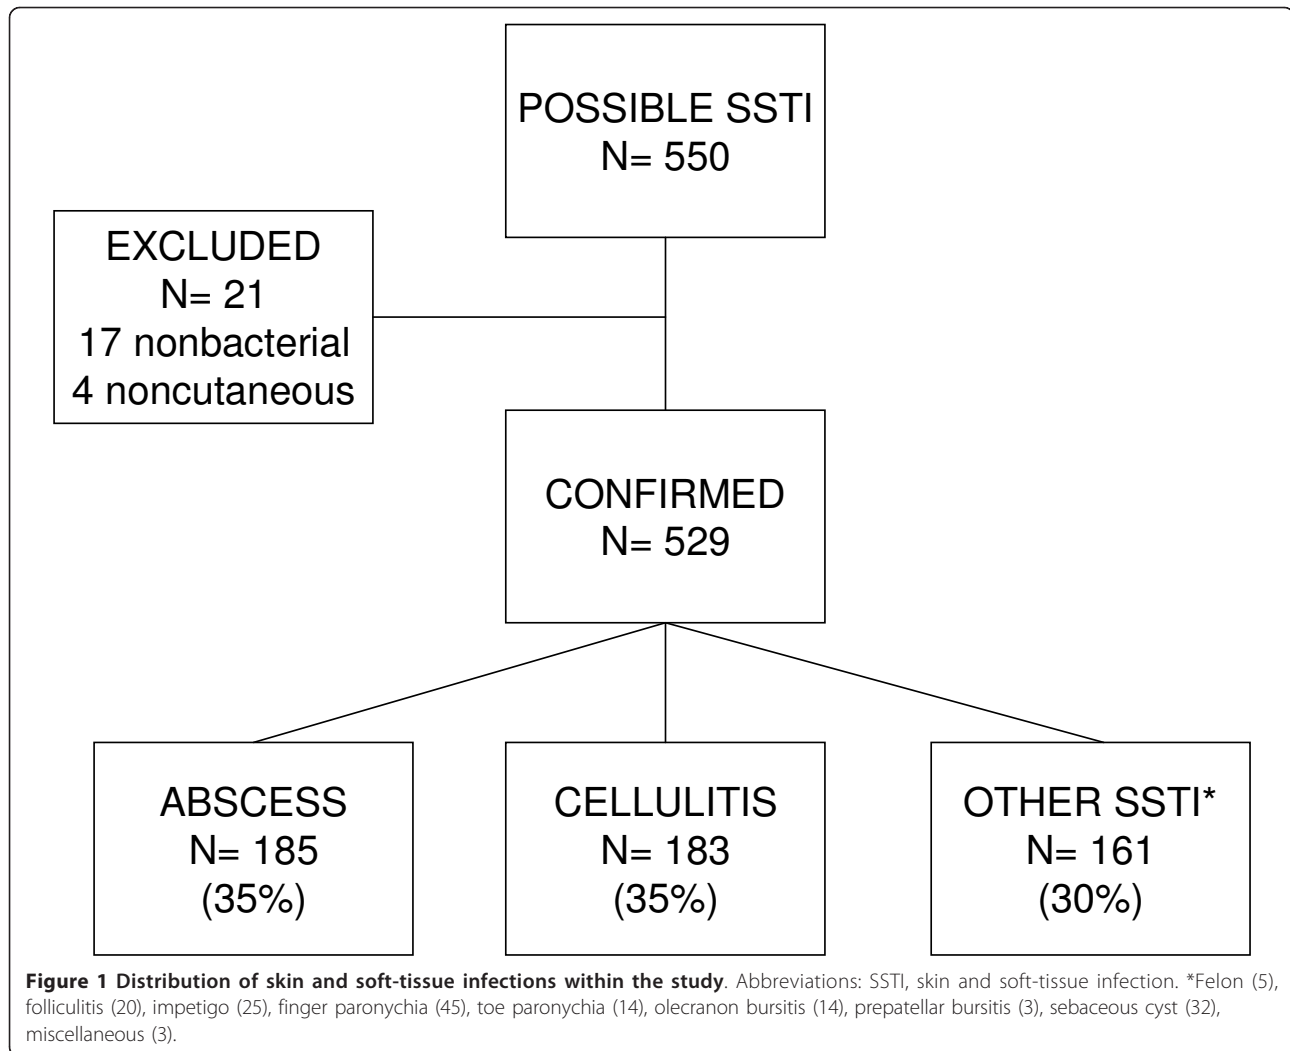 POSSIBLE SSTI
N= 550
EXCLUDED
N= 21
17 nonbacterial
4 noncutaneous
CONFIRMED
N= 529
ABSCESS
N= 185
(35%)
CELLULITIS
N= 183
(35%)
OTHER SSTI*
N= 161
(30%)
Figure 1 Distribution of skin and soft-tissue infections within the study. Abbreviations: SSTI, skin and soft-tissue infection. *Felon (5),
folliculitis (20), impetigo (25), finger paronychia (45), toe paronychia (14), olecranon bursitis (14), prepatellar bursitis (3), sebaceous cyst (32),
miscellaneous (3).